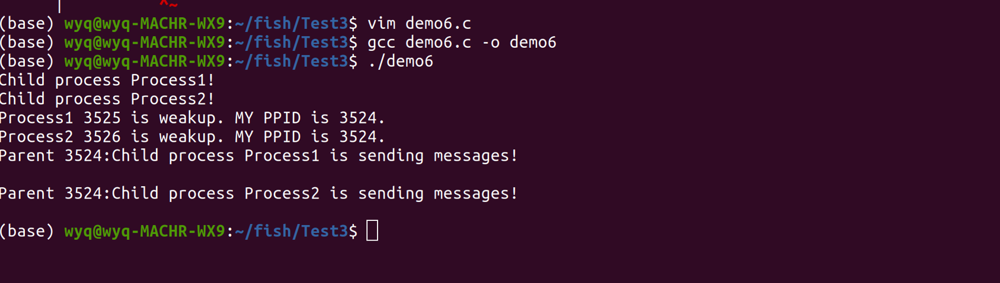 |     ^~
(base) wyq@wyq-MACHR-WX9:~/fish/Test3$ vim demo6.c
(base) wyq@wyq-MACHR-WX9:~/fish/Test3$ gcc demo6.c -o demo6
(base) wyq@wyq-MACHR-WX9:~/fish/Test3$ ./demo6
Child process Process1!
Child process Process2!
Process1 3525 is weakup. MY PPID is 3524.
Process2 3526 is weakup. MY PPID is 3524.
Parent 3524:Child process Process1 is sending messages!
Parent 3524:Child process Process2 is sending messages!
(base) wyq@wyq-MACHR-WX9:~/fish/Test3$